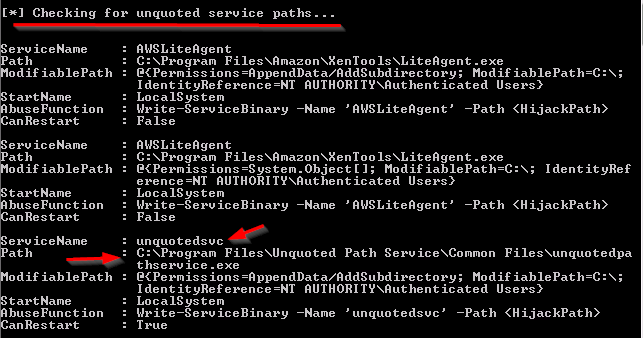 [*] Checking for unquoted service paths...
ServiceName : AWSLiteAgent
Path : C:\Program Files\Amazon\XenTools\LiteAgent.exe
ModifiablePath : @{Permissions=AppendData/AddSubdirectory; ModifiablePath=C:\;
IdentityReference=NT AUTHORITY\Authenticated Users}
StartName : LocalSystem
AbuseFunction : Write-ServiceBinary -Name 'AWSLiteAgent' -Path <HijackPath>
CanRestart : False
ServiceName : AWSLiteAgent
Path : C:\Program Files\Amazon\XenTools\LiteAgent.exe
ModifiablePath : @{Permissions=System.Object[]; ModifiablePath=C:\; IdentityRef
erence=NT AUTHORITY\Authenticated Users}
StartName : LocalSystem
AbuseFunction : Write-ServiceBinary -Name 'AWSLiteAgent' -Path <HijackPath>
CanRestart : False
ServiceName : unquotedsvc
Path : C:\Program Files\Unquoted Path Service\Common Files\unquotedpa
thservice.exe
ModifiablePath : @{Permissions=AppendData/AddSubdirectory; ModifiablePath=C:\;
IdentityReference=NT AUTHORITY\Authenticated Users}
StartName : LocalSystem
AbuseFunction : Write-ServiceBinary -Name 'unquotedsvc' -Path <HijackPath>
CanRestart : True